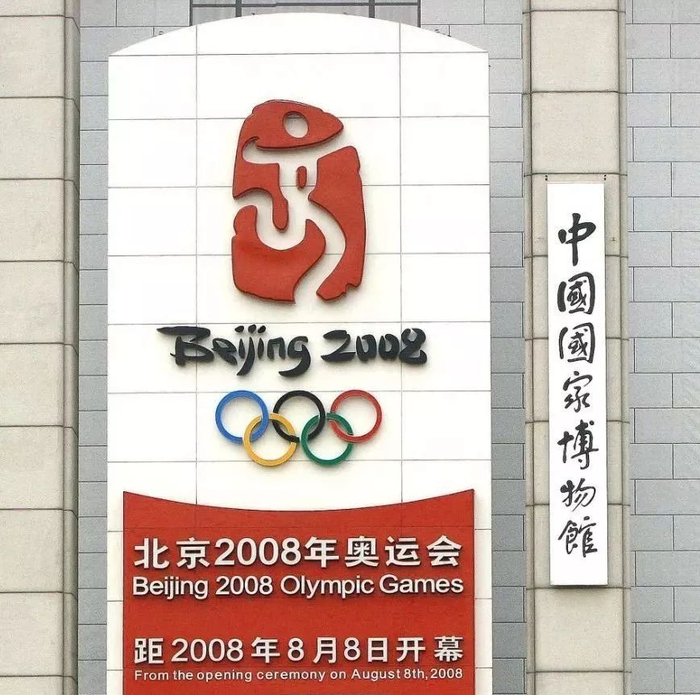 Beijing 2008
北京2008年奥运会
Beijing 2008 Olympic Games
距2008年8月8日开幕
From the opening ceremony on August 8th,2008
中國國家博物館